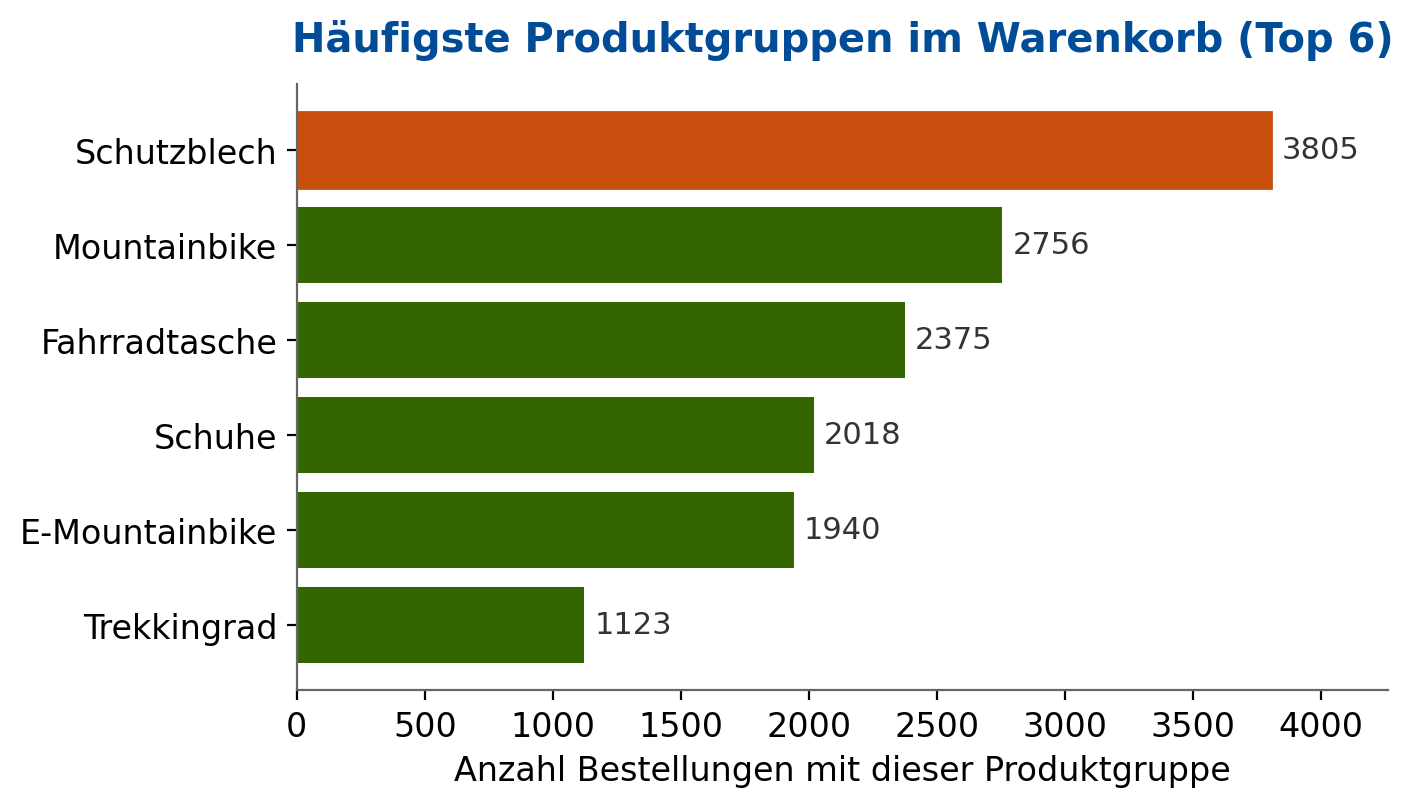 Häufigste Produktgruppen im Warenkorb (Top 6)
Schutzblech 3805
Mountainbike 2756
Fahrradtasche 2375
Schuhe 2018
E-Mountainbike 1940
Trekkingrad 1123
0 500 1000 1500 2000 2500 3000 3500 4000
Anzahl Bestellungen mit dieser Produktgruppe